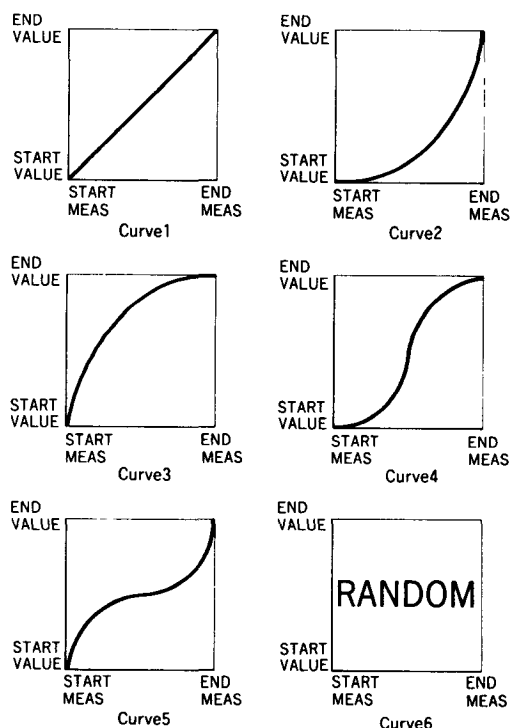 END
VALUE
START
VALUE
START
MEAS
END
MEAS
Curve1
END
VALUE
START
VALUE
START
MEAS
END
MEAS
Curve2
END
VALUE
START
VALUE
START
MEAS
END
MEAS
Curve3
END
VALUE
START
VALUE
START
MEAS
END
MEAS
Curve4
END
VALUE
START
VALUE
START
MEAS
END
MEAS
Curve5
END
VALUE
RANDOM
START
VALUE
START
MEAS
END
MEAS
Curve6